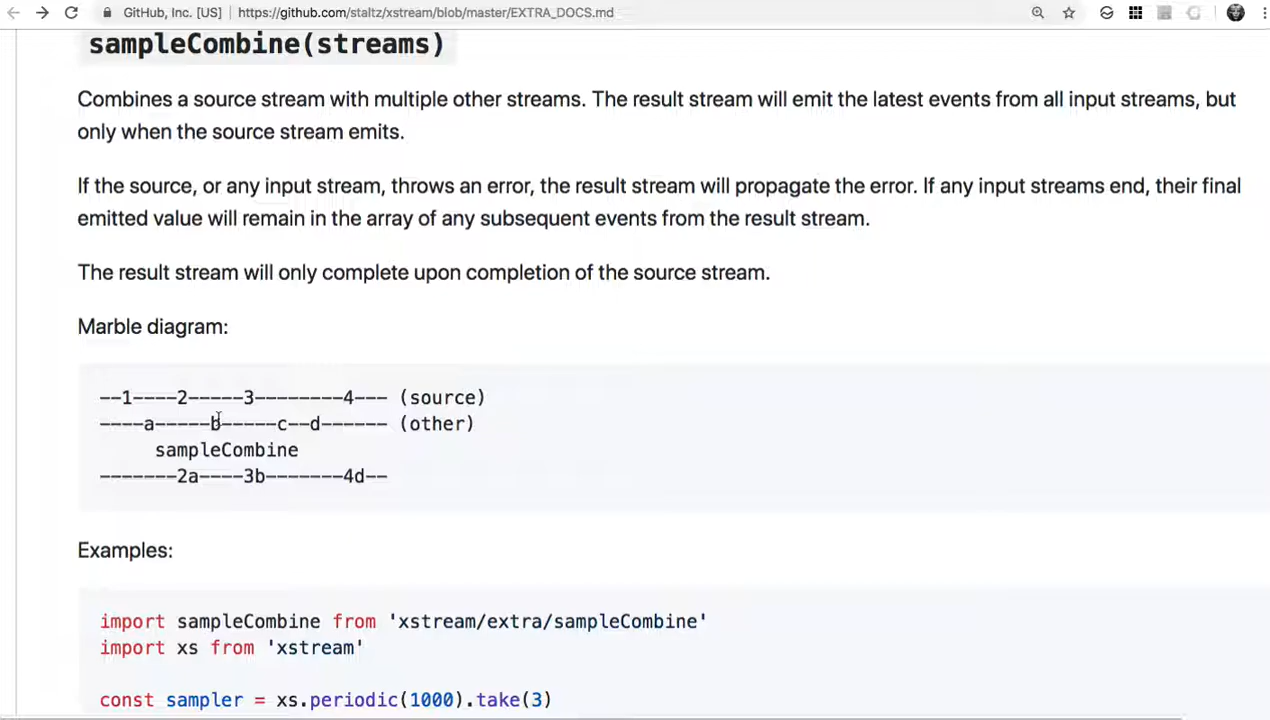 GitHub, Inc. [US] https://github.com/staltz/xstream/blob/master/EXTRA_DOCS.md
sampleCombine(streams)
Combines a source stream with multiple other streams. The result stream will emit the latest events from all input streams, but
only when the source stream emits.
If the source, or any input stream, throws an error, the result stream will propagate the error. If any input streams end, their final
emitted value will remain in the array of any subsequent events from the result stream.
The result stream will only complete upon completion of the source stream.
Marble diagram:
--1----2-----3--------4--- (source)
----a-----b-----c--d------ (other)
sampleCombine
-------2a----3b-------4d--
Examples:
import sampleCombine from 'xstream/extra/sampleCombine'
import xs from 'xstream'
const sampler = xs.periodic(1000).take(3)